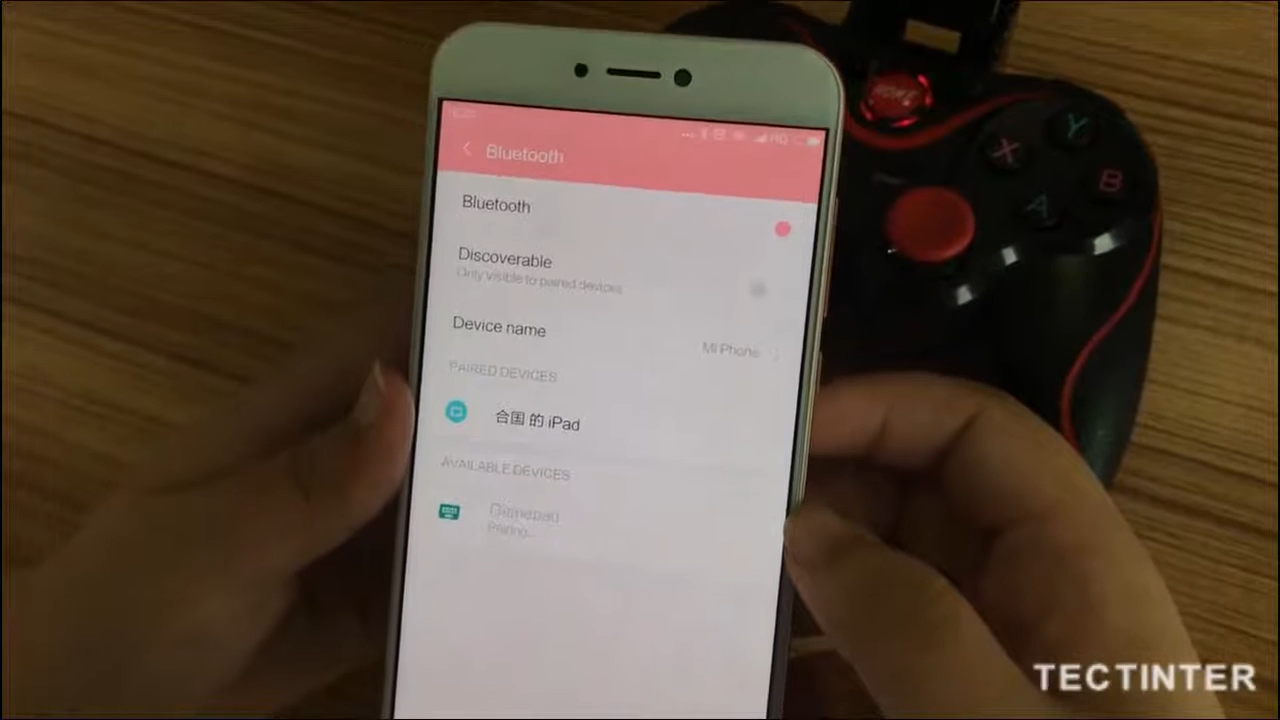 Bluetooth
Bluetooth
Discoverable
Only visible to paired devices
Device name
Mi Phone
PAIRED DEVICES
合国 的 iPad
AVAILABLE DEVICES
Gamepad
Pairing...
HOME
X
Y
B
A
TECTINTER